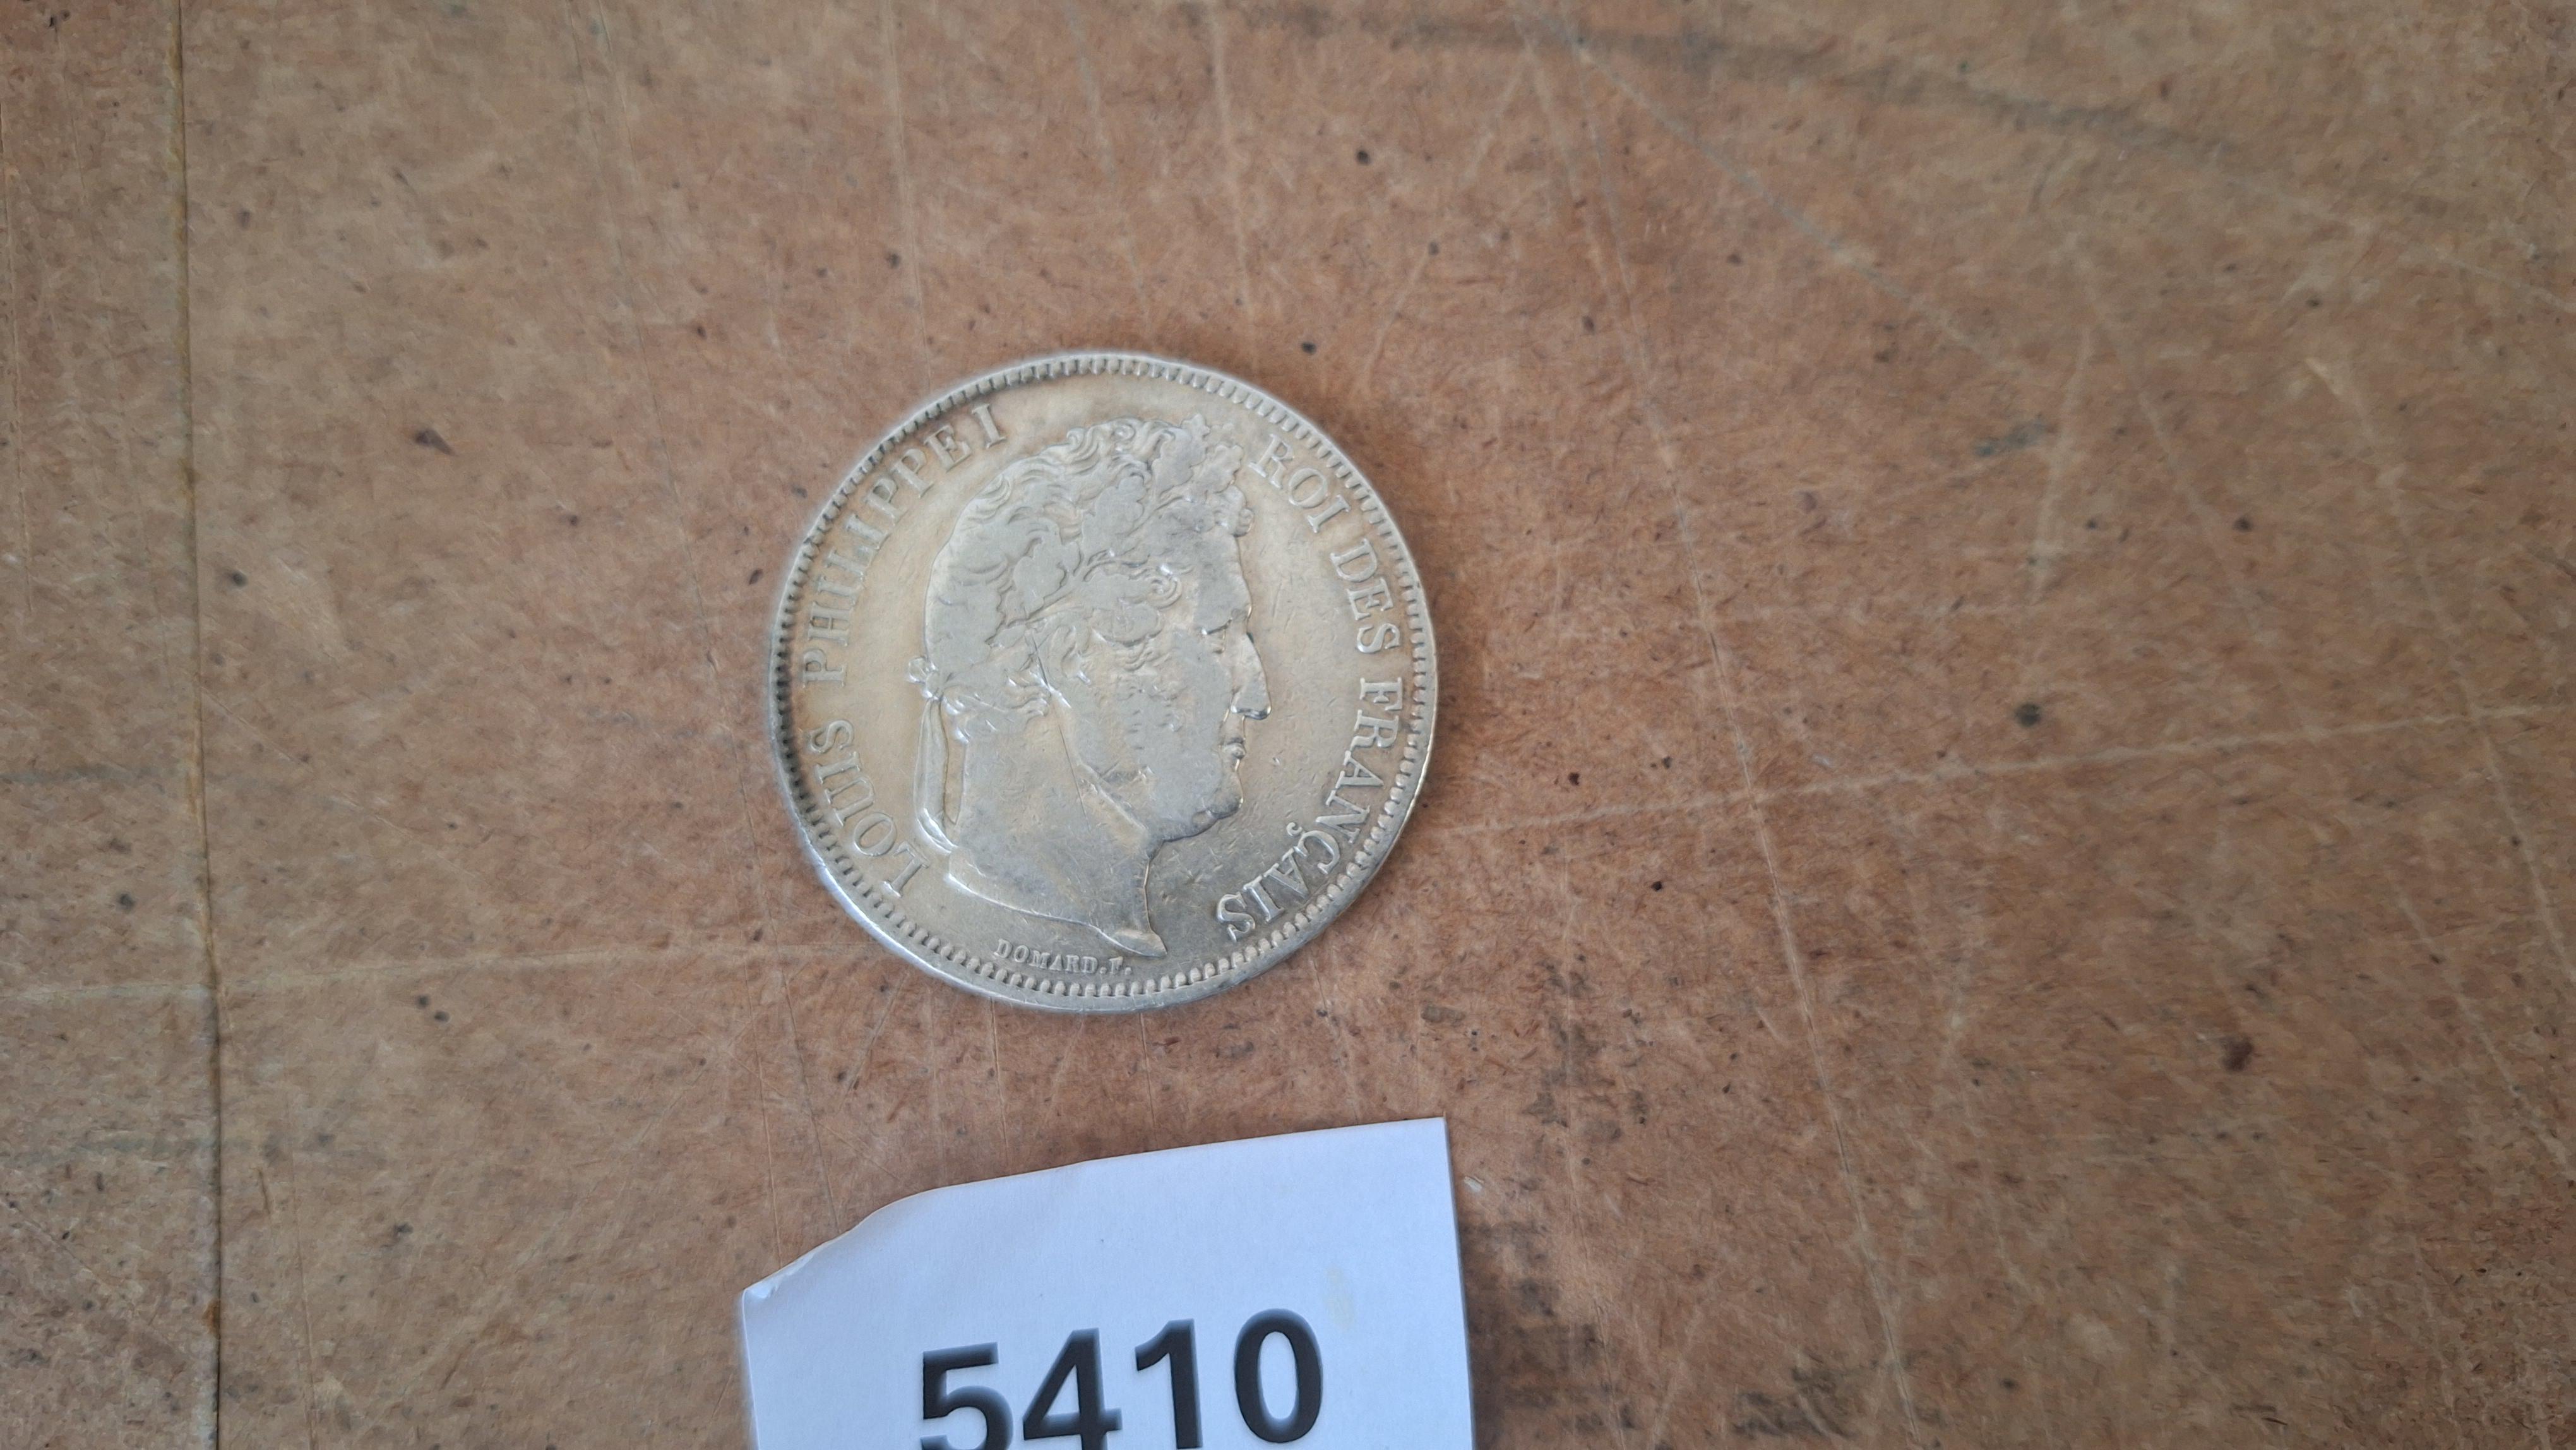 LOUIS PHILIPPE I ROI DES FRANÇAIS
DOMARD.F.
5410